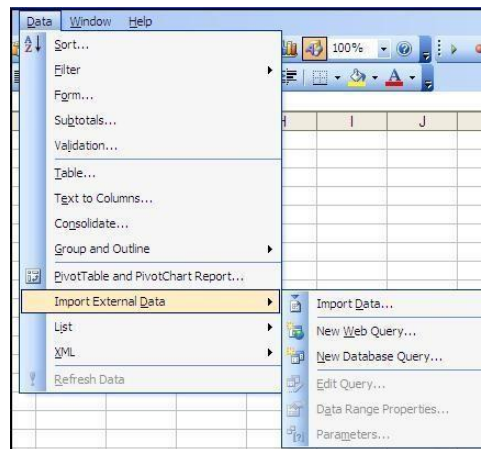 Data Window Help
Sort...
100%
Filter
Form...
Subtotals...
H I J
Validation...
Table...
Text to Columns...
Consolidate...
Group and Outline
PivotTable and PivotChart Report...
Import External Data
Import Data...
List
New Web Query...
XML
New Database Query...
Refresh Data
Edit Query...
Data Range Properties...
Parameters...